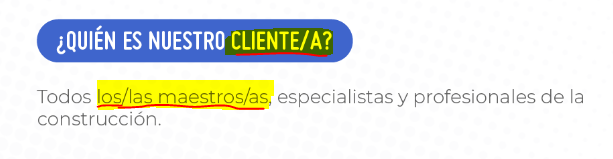 ¿QUIÉN ES NUESTRO CLIENTE/A?
Todos los/las maestros/as, especialistas y profesionales de la
construcción.